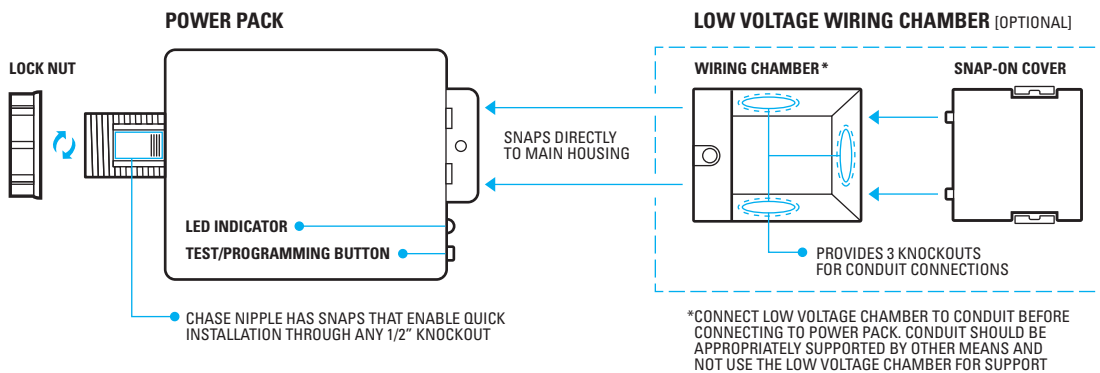 POWER PACK
LOW VOLTAGE WIRING CHAMBER [OPTIONAL]
LOCK NUT
WIRING CHAMBER*
SNAP-ON COVER
SNAPS DIRECTLY
TO MAIN HOUSING
LED INDICATOR
TEST/PROGRAMMING BUTTON
PROVIDES 3 KNOCKOUTS
FOR CONDUIT CONNECTIONS
CHASE NIPPLE HAS SNAPS THAT ENABLE QUICK
INSTALLATION THROUGH ANY 1/2" KNOCKOUT
*CONNECT LOW VOLTAGE CHAMBER TO CONDUIT BEFORE
CONNECTING TO POWER PACK. CONDUIT SHOULD BE
APPROPRIATELY SUPPORTED BY OTHER MEANS AND
NOT USE THE LOW VOLTAGE CHAMBER FOR SUPPORT